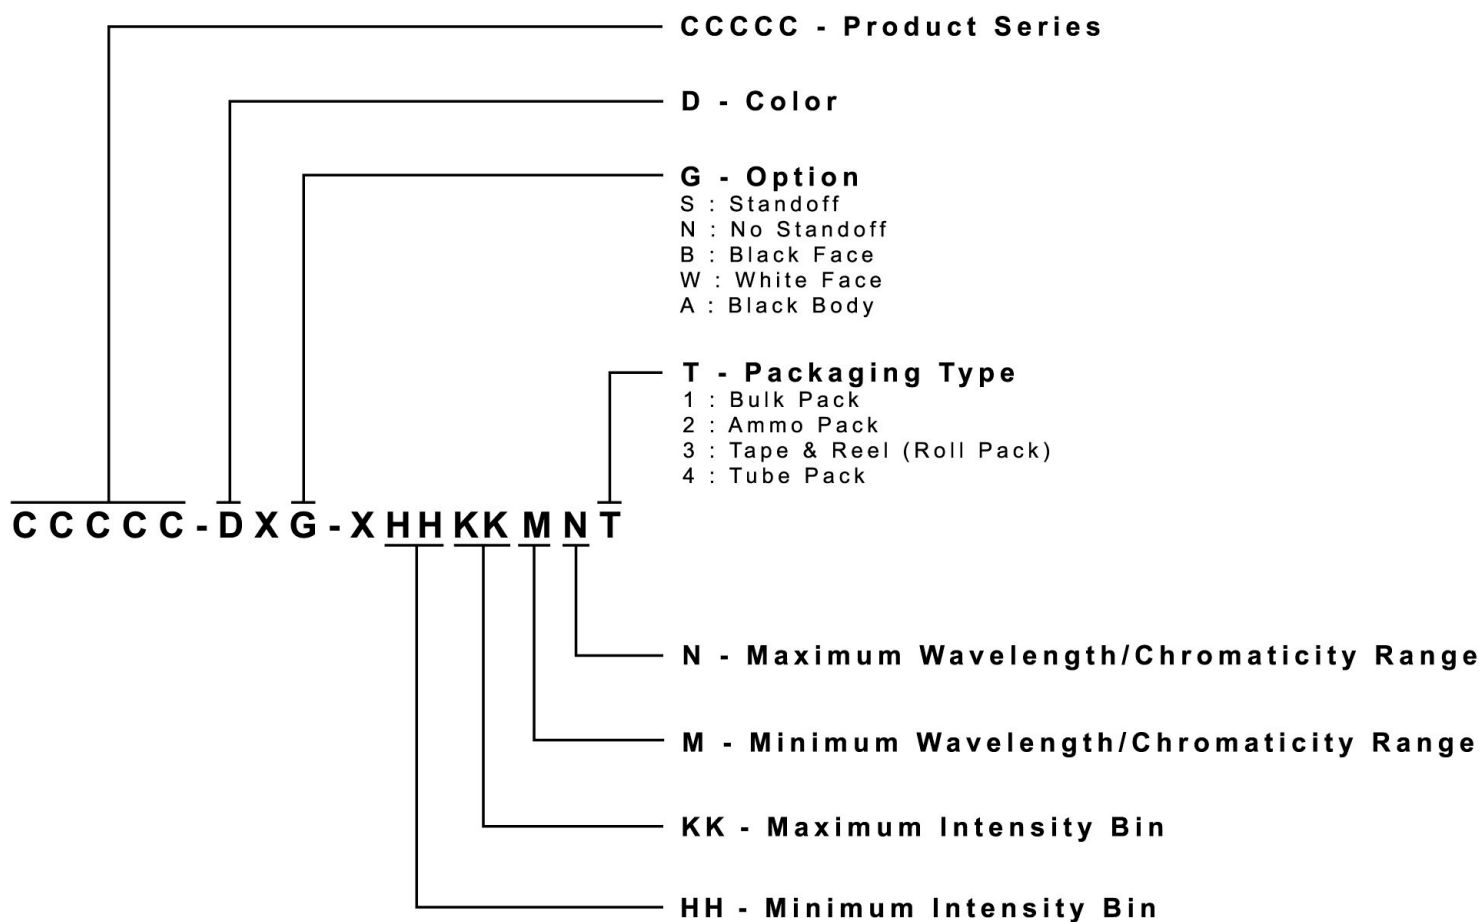 CCCCC - Product Series
D - Color
G - Option
S : Standoff
N : No Standoff
B : Black Face
W : White Face
A : Black Body
T - Packaging Type
1 : Bulk Pack
2 : Ammo Pack
3 : Tape & Reel (Roll Pack)
4 : Tube Pack
CCCCC-DXG-XHHKKMNT
N - Maximum Wavelength/Chromaticity Range
M - Minimum Wavelength/Chromaticity Range
KK - Maximum Intensity Bin
HH - Minimum Intensity Bin